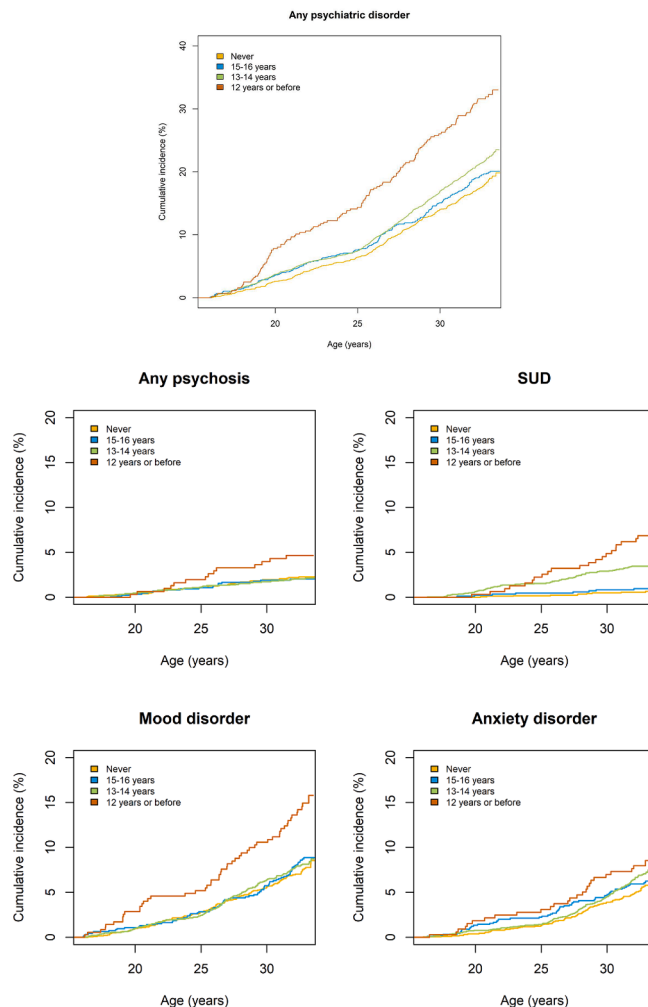 Any psychiatric disorder
40
30
20
10
0
Cumulative incidence (%)
Never
15-16 years
13-14 years
12 years or before
20 25 30
Age (years)
Any psychosis
20
15
10
5
0
Cumulative incidence (%)
Never
15-16 years
13-14 years
12 years or before
20 25 30
Age (years)
SUD
20
15
10
5
0
Cumulative incidence (%)
Never
15-16 years
13-14 years
12 years or before
20 25 30
Age (years)
Mood disorder
20
15
10
5
0
Cumulative incidence (%)
Never
15-16 years
13-14 years
12 years or before
20 25 30
Age (years)
Anxiety disorder
20
15
10
5
0
Cumulative incidence (%)
Never
15-16 years
13-14 years
12 years or before
20 25 30
Age (years)